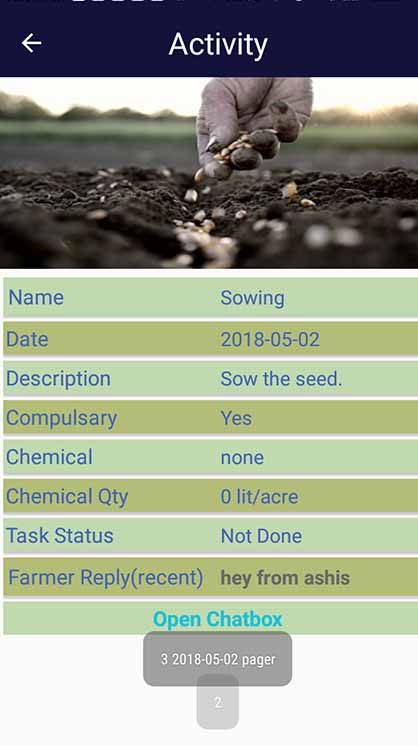 Activity
Name Sowing
Date 2018-05-02
Description Sow the seed.
Compulsary Yes
Chemical none
Chemical Qty 0 lit/acre
Task Status Not Done
Farmer Reply(recent) hey from ashis
Open Chatbox
3 2018-05-02 pager
2